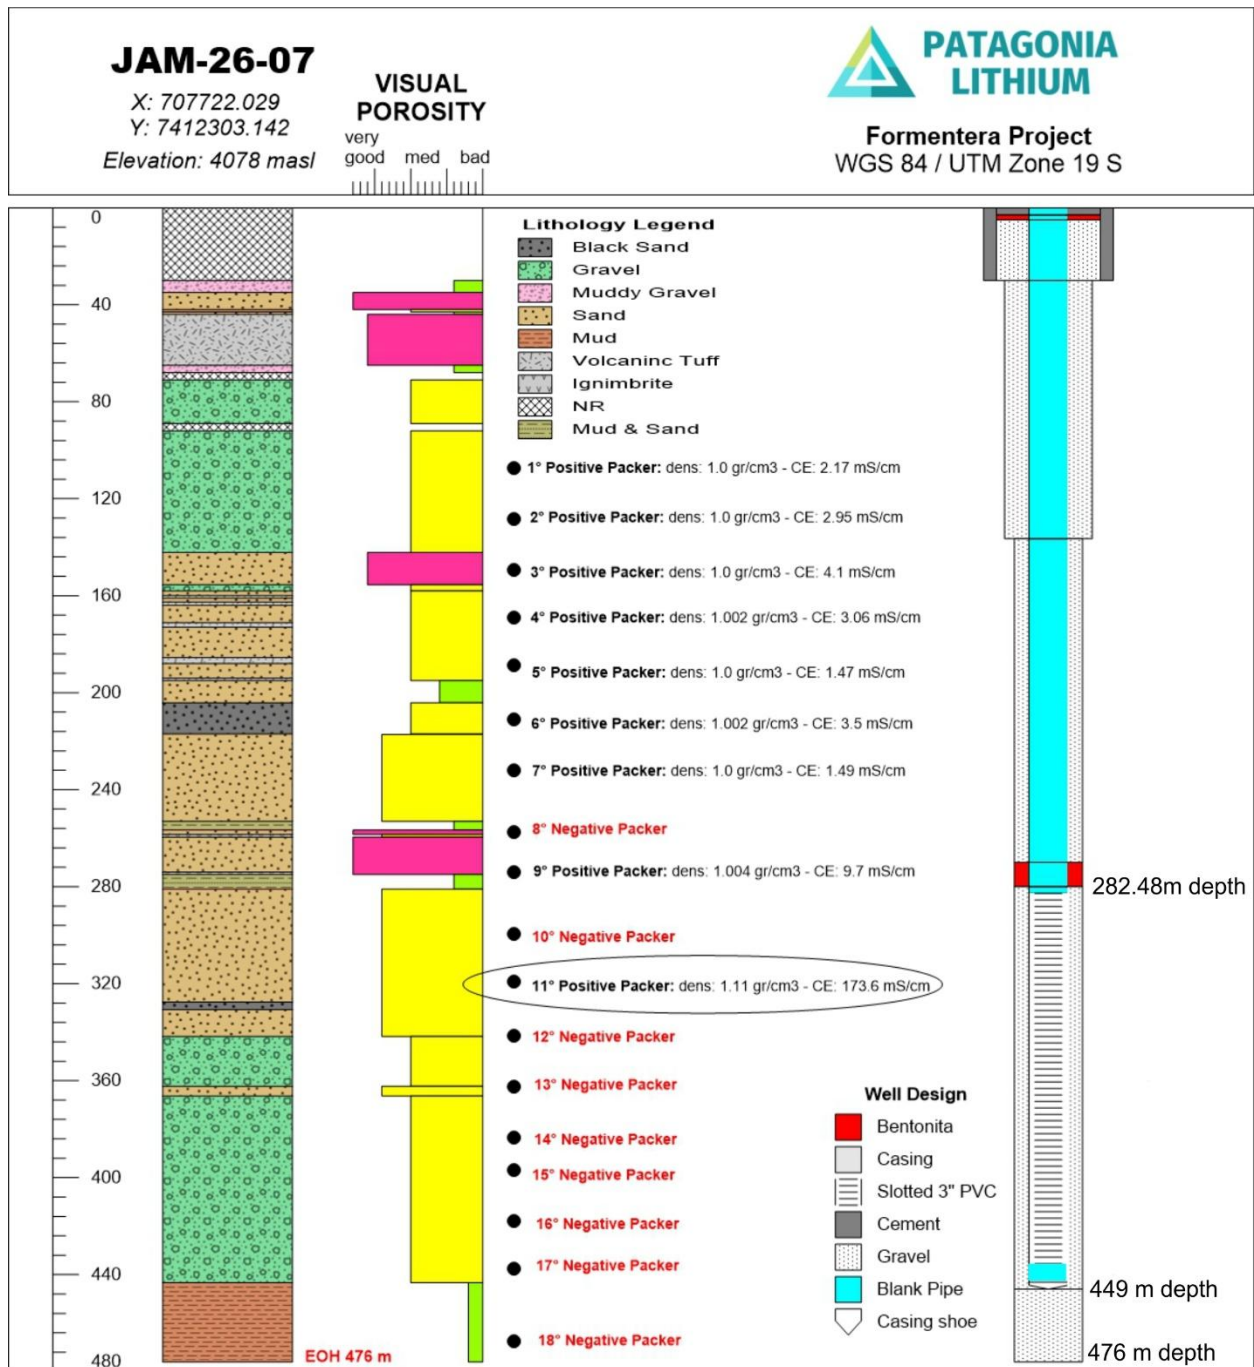 JAM-26-07
X: 707722.029
Y: 7412303.142
Elevation: 4078 masl
VISUAL
POROSITY
very
good med bad
PATAGONIA
LITHIUM
Formentera Project
WGS 84 / UTM Zone 19 S
0
40
80
120
160
200
240
280
320
360
400
440
480
EOH 476 m
Lithology Legend
Black Sand
Gravel
Muddy Gravel
Sand
Mud
Volcaninc Tuff
Ignimbrite
NR
Mud & Sand
1° Positive Packer: dens: 1.0 gr/cm3 - CE: 2.17 mS/cm
2° Positive Packer: dens: 1.0 gr/cm3 - CE: 2.95 mS/cm
3° Positive Packer: dens: 1.0 gr/cm3 - CE: 4.1 mS/cm
4° Positive Packer: dens: 1.002 gr/cm3 - CE: 3.06 mS/cm
5° Positive Packer: dens: 1.0 gr/cm3 - CE: 1.47 mS/cm
6° Positive Packer: dens: 1.002 gr/cm3 - CE: 3.5 mS/cm
7° Positive Packer: dens: 1.0 gr/cm3 - CE: 1.49 mS/cm
8° Negative Packer
9° Positive Packer: dens: 1.004 gr/cm3 - CE: 9.7 mS/cm
10° Negative Packer
11° Positive Packer: dens: 1.11 gr/cm3 - CE: 173.6 mS/cm
12° Negative Packer
13° Negative Packer
14° Negative Packer
15° Negative Packer
16° Negative Packer
17° Negative Packer
18° Negative Packer
Well Design
Bentonita
Casing
Slotted 3" PVC
Cement
Gravel
Blank Pipe
Casing shoe
282.48m depth
449 m depth
476 m depth